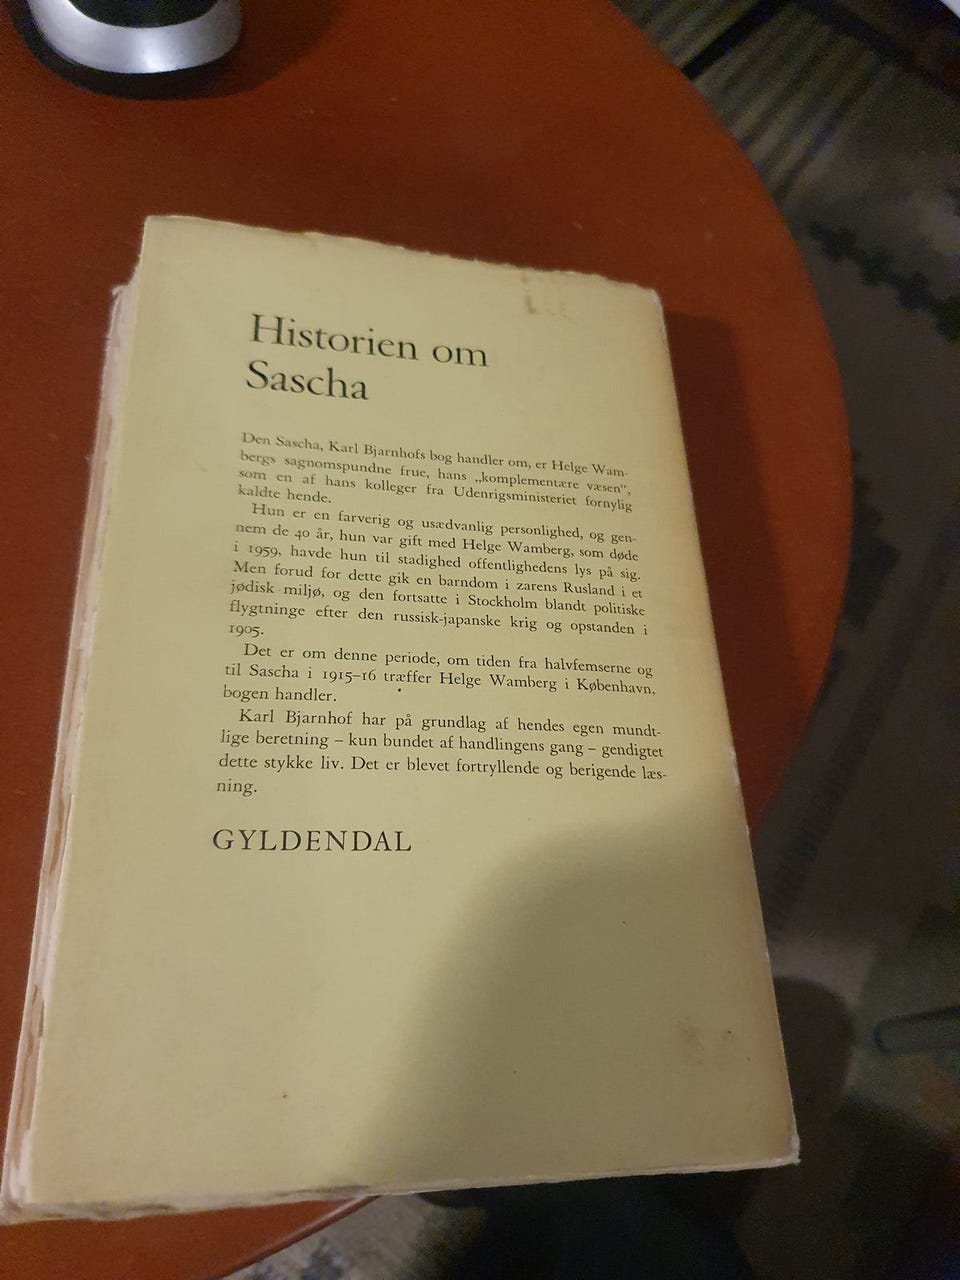 Historien om
Sascha
Den Sascha, Karl Bjarnhofs bog handler om, er Helge Wam-
bergs sagnomspundne frue, hans „komplementære væsen“,
som en af hans kolleger fra Udenrigsministeriet fornylig
kaldte hende.
Hun er en farverig og usædvanlig personlighed, og gen-
nem de 40 år, hun var gift med Helge Wamberg, som døde
i 1959, havde hun til stadighed offentlighedens lys på sig.
Men forud for dette gik en barndom i zarens Rusland i et
jødisk miljø, og den fortsatte i Stockholm blandt politiske
flygtninge efter den russisk-japanske krig og opstanden i
1905.
Det er om denne periode, om tiden fra halvfemserne og
til Sascha i 1915–16 træffer Helge Wamberg i København,
bogen handler.
Karl Bjarnhof har på grundlag af hendes egen mundt-
lige beretning – kun bundet af handlingens gang – gendigtet
dette stykke liv. Det er blevet fortryllende og berigende læs-
ning.
GYLDENDAL